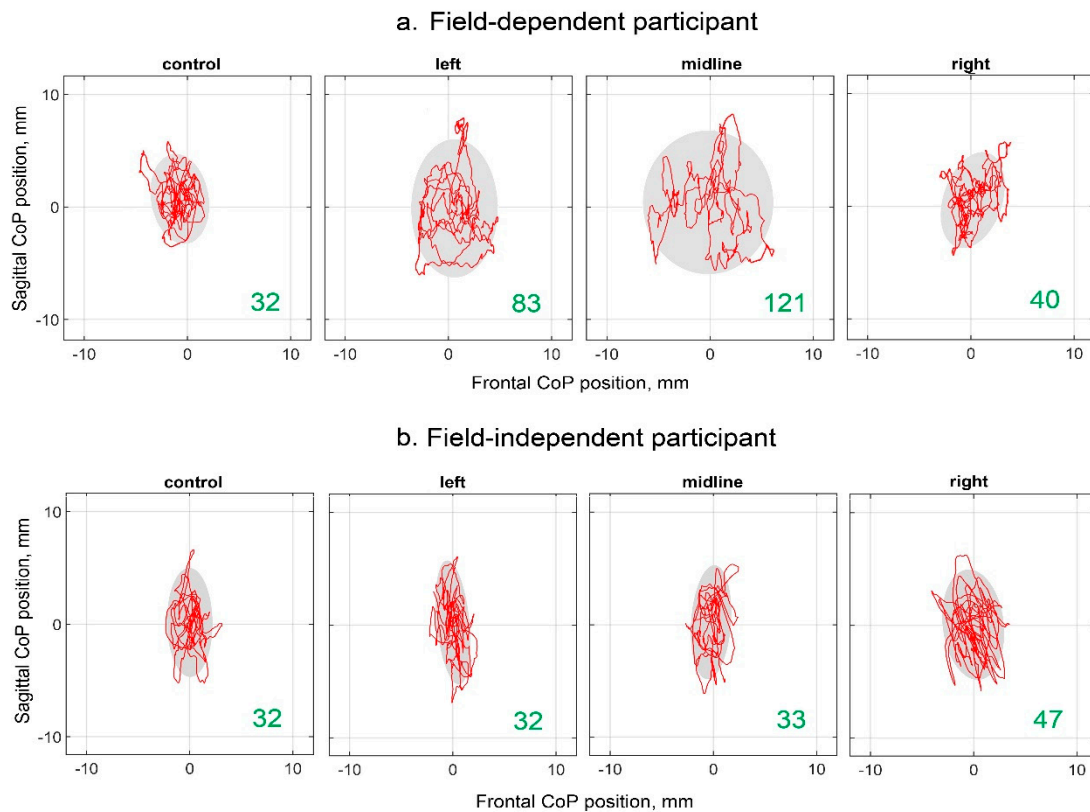 a. Field-dependent participant
control
left
midline
right
Sagittal CoP position, mm
10
0
-10
32
83
121
40
-10
0
10
-10
0
10
-10
0
10
-10
0
10
Frontal CoP position, mm
b. Field-independent participant
control
left
midline
right
Sagittal CoP position, mm
10
0
-10
32
32
33
47
-10
0
10
-10
0
10
-10
0
10
-10
0
10
Frontal CoP position, mm